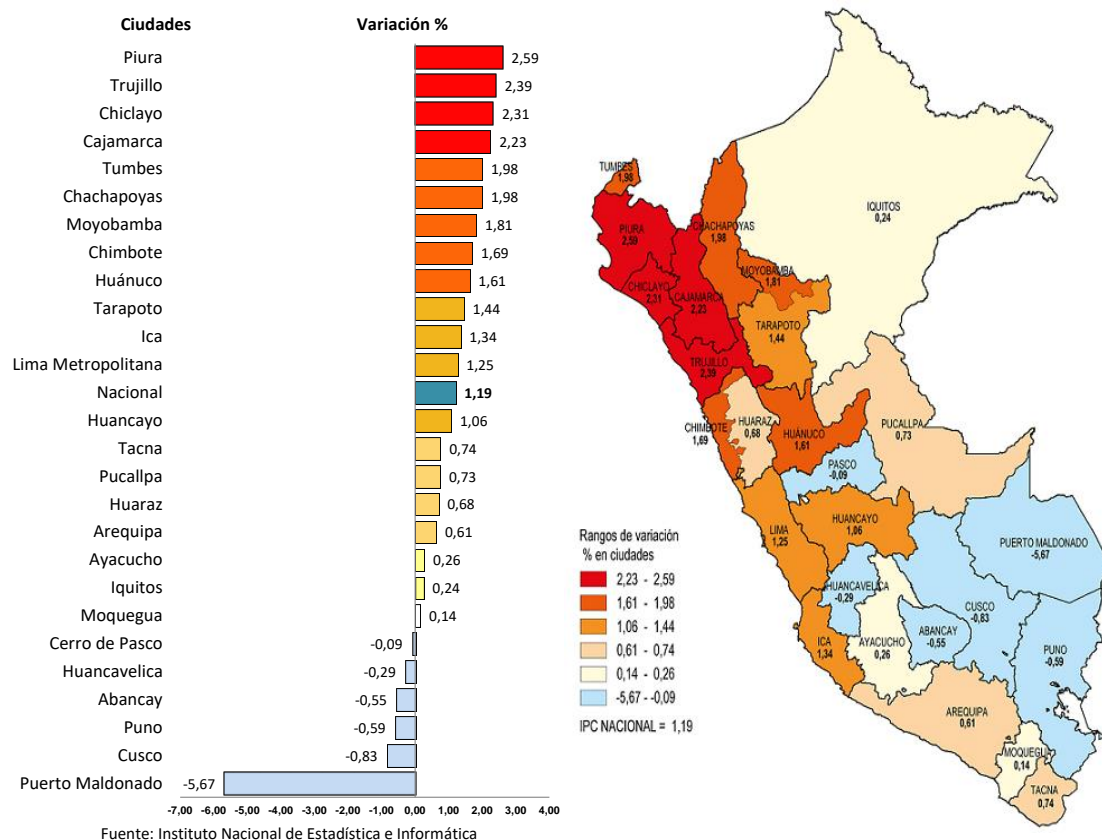 Ciudades Variación %
Piura 2,59
Trujillo 2,39
Chiclayo 2,31
Cajamarca 2,23
Tumbes 1,98
Chachapoyas 1,98
Moyobamba 1,81
Chimbote 1,69
Huánuco 1,61
Tarapoto 1,44
Ica 1,34
Lima Metropolitana 1,25
Nacional 1,19
Huancayo 1,06
Tacna 0,74
Pucallpa 0,73
Huaraz 0,68
Arequipa 0,61
Ayacucho 0,26
Iquitos 0,24
Moquegua 0,14
Cerro de Pasco -0,09
Huancavelica -0,29
Abancay -0,55
Puno -0,59
Cusco -0,83
Puerto Maldonado -5,67
-7,00 -6,00 -5,00 -4,00 -3,00 -2,00 -1,00 0,00 1,00 2,00 3,00 4,00
Fuente: Instituto Nacional de Estadística e Informática
TUMBES
1,98
PIURA
2,59
CHACHAPOYAS
1,98
IQUITOS
0,24
MOYOBAMBA
1,81
CHICLAYO
2,31
CAJAMARCA
2,23
TARAPOTO
1,44
TRUJILLO
2,39
CHIMBOTE
1,69
HUARAZ
0,68
HUÁNUCO
1,61
PUCALLPA
0,73
PASCO
-0,09
LIMA
1,25
HUANCAYO
1,06
PUERTO MALDONADO
-5,67
HUANCAVELICA
-0,29
CUSCO
-0,83
ICA
1,34
AYACUCHO
0,26
ABANCAY
-0,55
PUNO
-0,59
AREQUIPA
0,61
MOQUEGUA
0,14
TACNA
0,74
Rangos de variación
% en ciudades
2,23 - 2,59
1,61 - 1,98
1,06 - 1,44
0,61 - 0,74
0,14 - 0,26
-5,67 - -0,09
IPC NACIONAL = 1,19